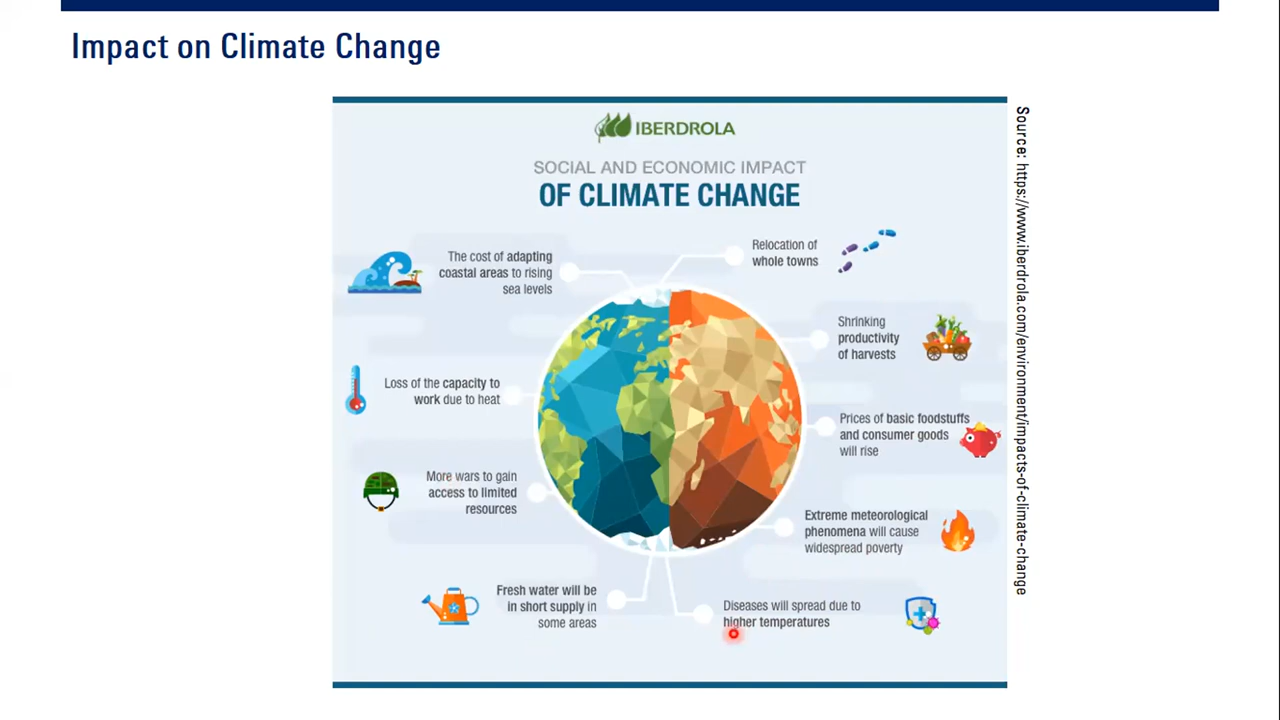 Impact on Climate Change
IBERDROLA
SOCIAL AND ECONOMIC IMPACT
OF CLIMATE CHANGE
The cost of adapting
coastal areas to rising
sea levels
Relocation of
whole towns
Shrinking
productivity
of harvests
Loss of the capacity to
work due to heat
Prices of basic foodstuffs
and consumer goods
will rise
More wars to gain
access to limited
resources
Extreme meteorological
phenomena will cause
widespread poverty
Fresh water will be
in short supply in
some areas
Diseases will spread due to
higher temperatures
Source: https://www.iberdrola.com/environment/impacts-of-climate-change